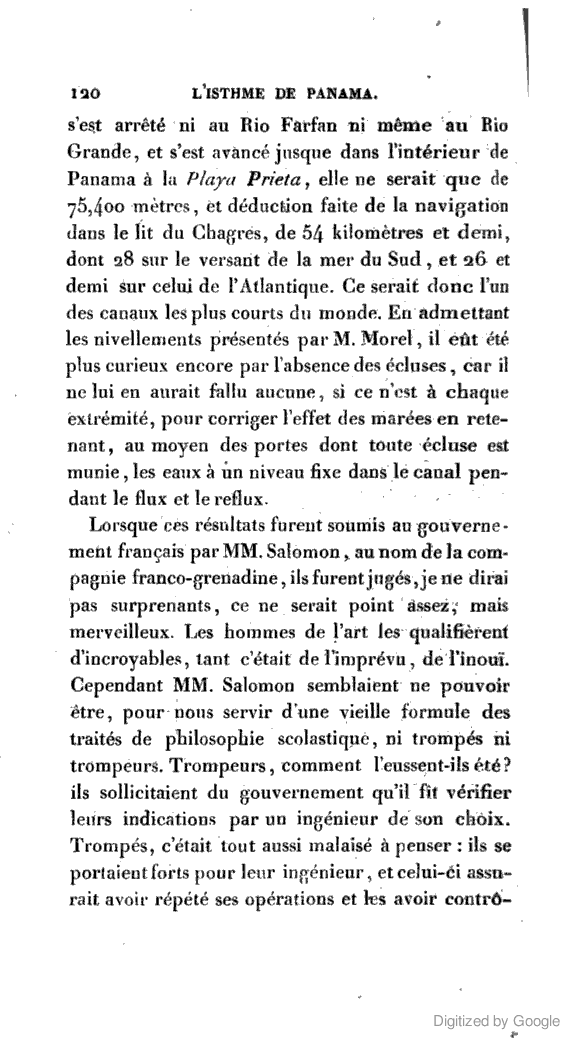 120 L'ISTHME DE PANAMA.
s'est arrêté ni au Rio Farfan ni même au Rio
Grande, et s'est avancé jusque dans l'intérieur de
Panama à la Playa Prieta, elle ne serait que de
75,400 mètres, et déduction faite de la navigation
dans le lit du Chagres, de 54 kilomètres et demi,
dont 28 sur le versant de la mer du Sud, et 26 et
demi sur celui de l'Atlantique. Ce serait donc l'un
des canaux les plus courts du monde. En admettant
les nivellements présentés par M. Morel, il eût été
plus curieux encore par l'absence des écluses, car il
ne lui en aurait fallu aucune, si ce n'est à chaque
extrémité, pour corriger l'effet des marées en rete-
nant, au moyen des portes dont toute écluse est
munie, les eaux à un niveau fixe dans le canal pen-
dant le flux et le reflux.
Lorsque ces résultats furent soumis au gouverne-
ment français par MM. Salomon, au nom de la com-
pagnie franco-grenadine, ils furent jugés, je ne dirai
pas surprenants, ce ne serait point assez, mais
merveilleux. Les hommes de l'art les qualifièrent
d'incroyables, tant c'était de l'imprévu, de l'inouï.
Cependant MM. Salomon semblaient ne pouvoir
être, pour nous servir d'une vieille formule des
traités de philosophie scolastique, ni trompés ni
trompeurs. Trompeurs, comment l'eussent-ils été?
ils sollicitaient du gouvernement qu'il fît vérifier
leurs indications par un ingénieur de son choix.
Trompés, c'était tout aussi malaisé à penser : ils se
portaient forts pour leur ingénieur, et celui-ci assu-
rait avoir répété ses opérations et les avoir contrô-
Digitized by Google